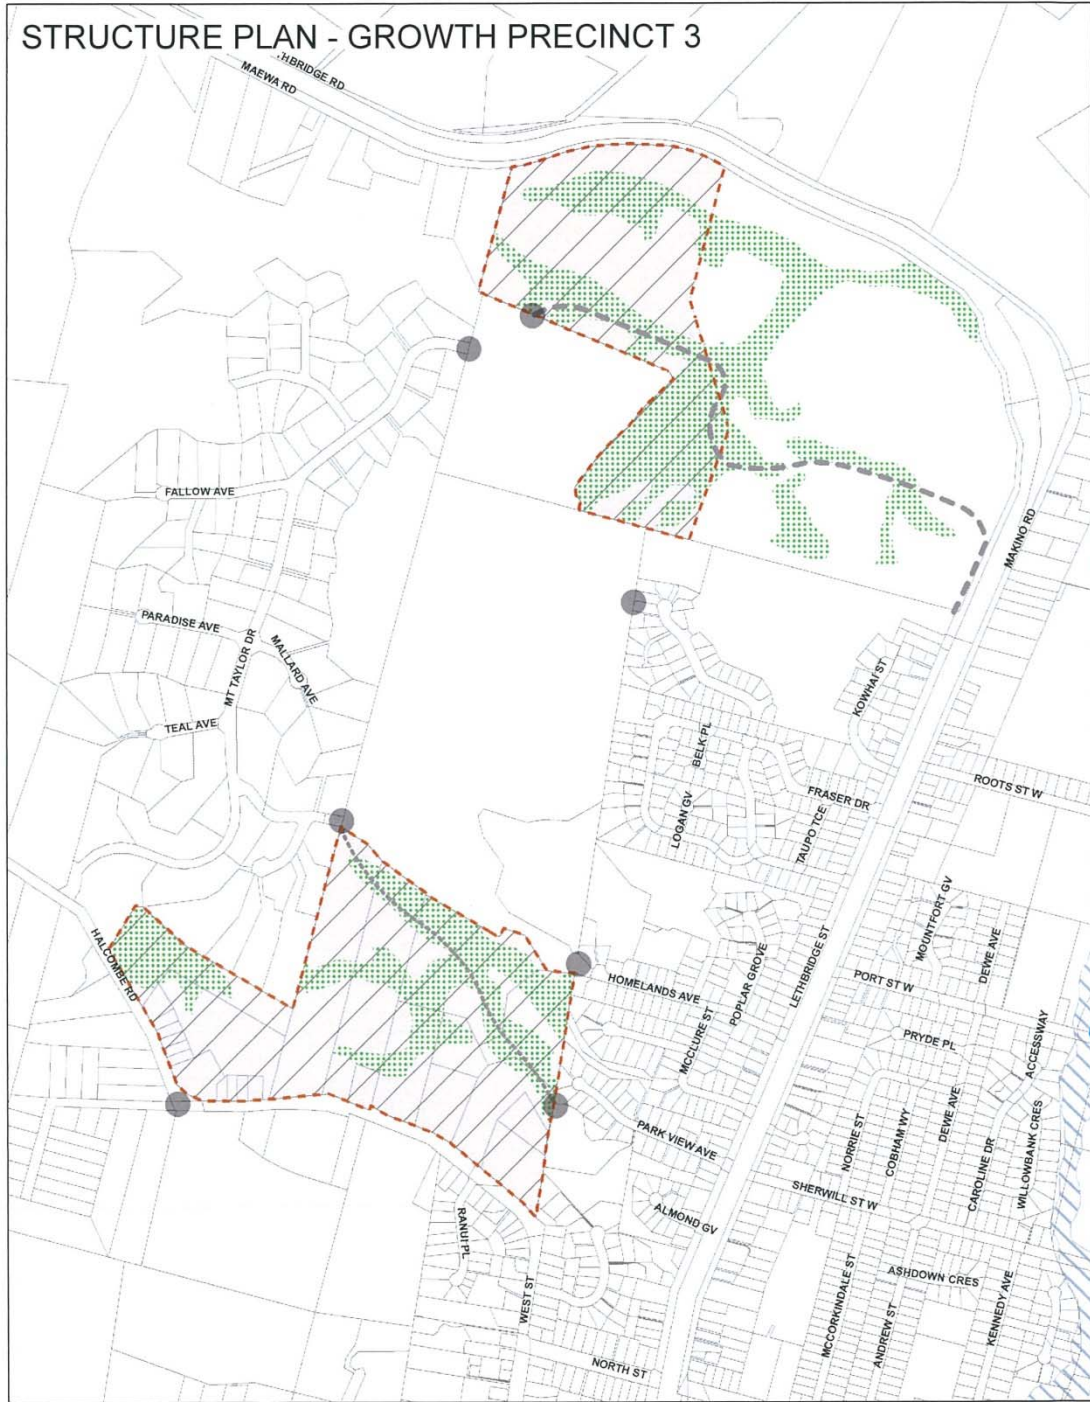 STRUCTURE PLAN - GROWTH PRECINCT 3
HBRIDGE RD
MAEWA RD
FALLOW AVE
MAKINO RD
PARADISE AVE
MALLARD AVE
MT TAYLOR DR
KOWHAI ST
TEAL AVE
BELK PL
ROOTS ST W
FRASER DR
LOGAN GV
TAUPO TCE
MOUNTFORT GV
HALCOMBE RD
DEWE AVE
LETHBRIDGE ST
POPLAR GROVE
PORT ST W
HOMELANDS AVE
MCCLURE ST
PRYDE PL
ACCESSWAY
DEWE AVE
NORRIE ST
COBHAM WY
PARK VIEW AVE
CAROLINE DR
WILLOWBANK CRES
SHERWILL ST W
ALMOND GV
RANUI PL
WEST ST
ASHDOWN CRES
MCCORKINDALE ST
ANDREW ST
KENNEDY AVE
NORTH ST